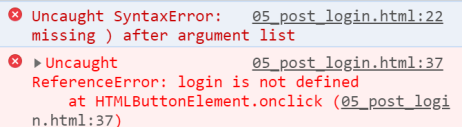 Uncaught SyntaxError: 05_post_login.html:22
missing ) after argument list
Uncaught 05_post_login.html:37
ReferenceError: login is not defined
at HTMLButtonElement.onclick (05_post_logi
n.html:37)